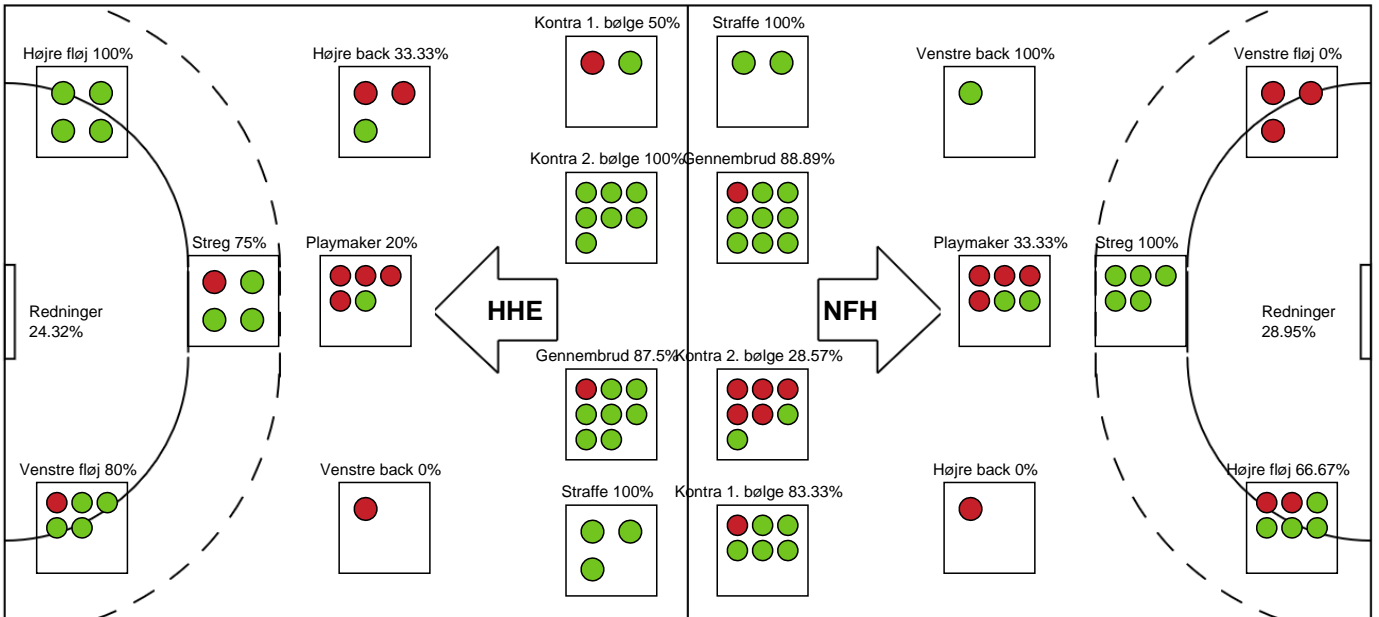 Kontra 1. bølge 50%
Straffe 100%
Højre fløj 100%
Højre back 33.33%
Venstre back 100%
Venstre fløj 0%
Kontra 2. bølge 100%
Gennembrud 88.89%
Streg 75%
Playmaker 20%
Playmaker 33.33%
Streg 100%
Redninger
24.32%
HHE
NFH
Redninger
28.95%
Gennembrud 87.5%
Kontra 2. bølge 28.57%
Venstre fløj 80%
Venstre back 0%
Højre back 0%
Højre fløj 66.67%
Straffe 100%
Kontra 1. bølge 83.33%